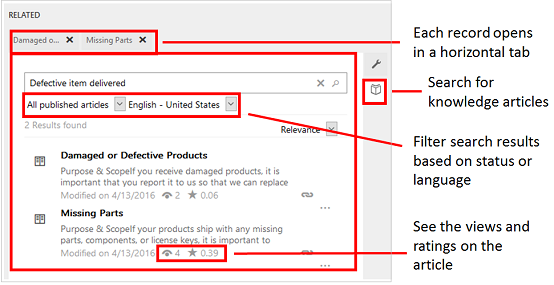 RELATED
Damaged o... ✕ Missing Parts ✕
Each record opens
in a horizontal tab
Defective item delivered
Search for
knowledge articles
All published articles English - United States
2 Results found
Relevance
Filter search results
based on status or
language
Damaged or Defective Products
Purpose & ScopeIf you receive damaged products, it is
important that you report it to us so that we can replace
Modified on 4/13/2016 2 0.06
...
Missing Parts
Purpose & ScopeIf your products ship with any missing
parts, components, or license keys, it is important to
Modified on 4/13/2016 4 0.39
...
See the views and
ratings on the
article